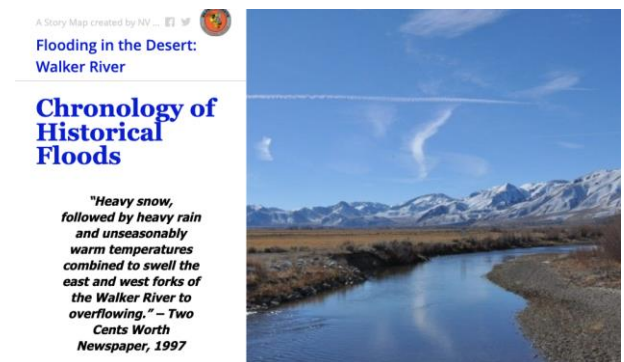 A Story Map created by NV ...
Flooding in the Desert:
Walker River
Chronology of
Historical
Floods
"Heavy snow,
followed by heavy rain
and unseasonably
warm temperatures
combined to swell the
east and west forks of
the Walker River to
overflowing." – Two
Cents Worth
Newspaper, 1997